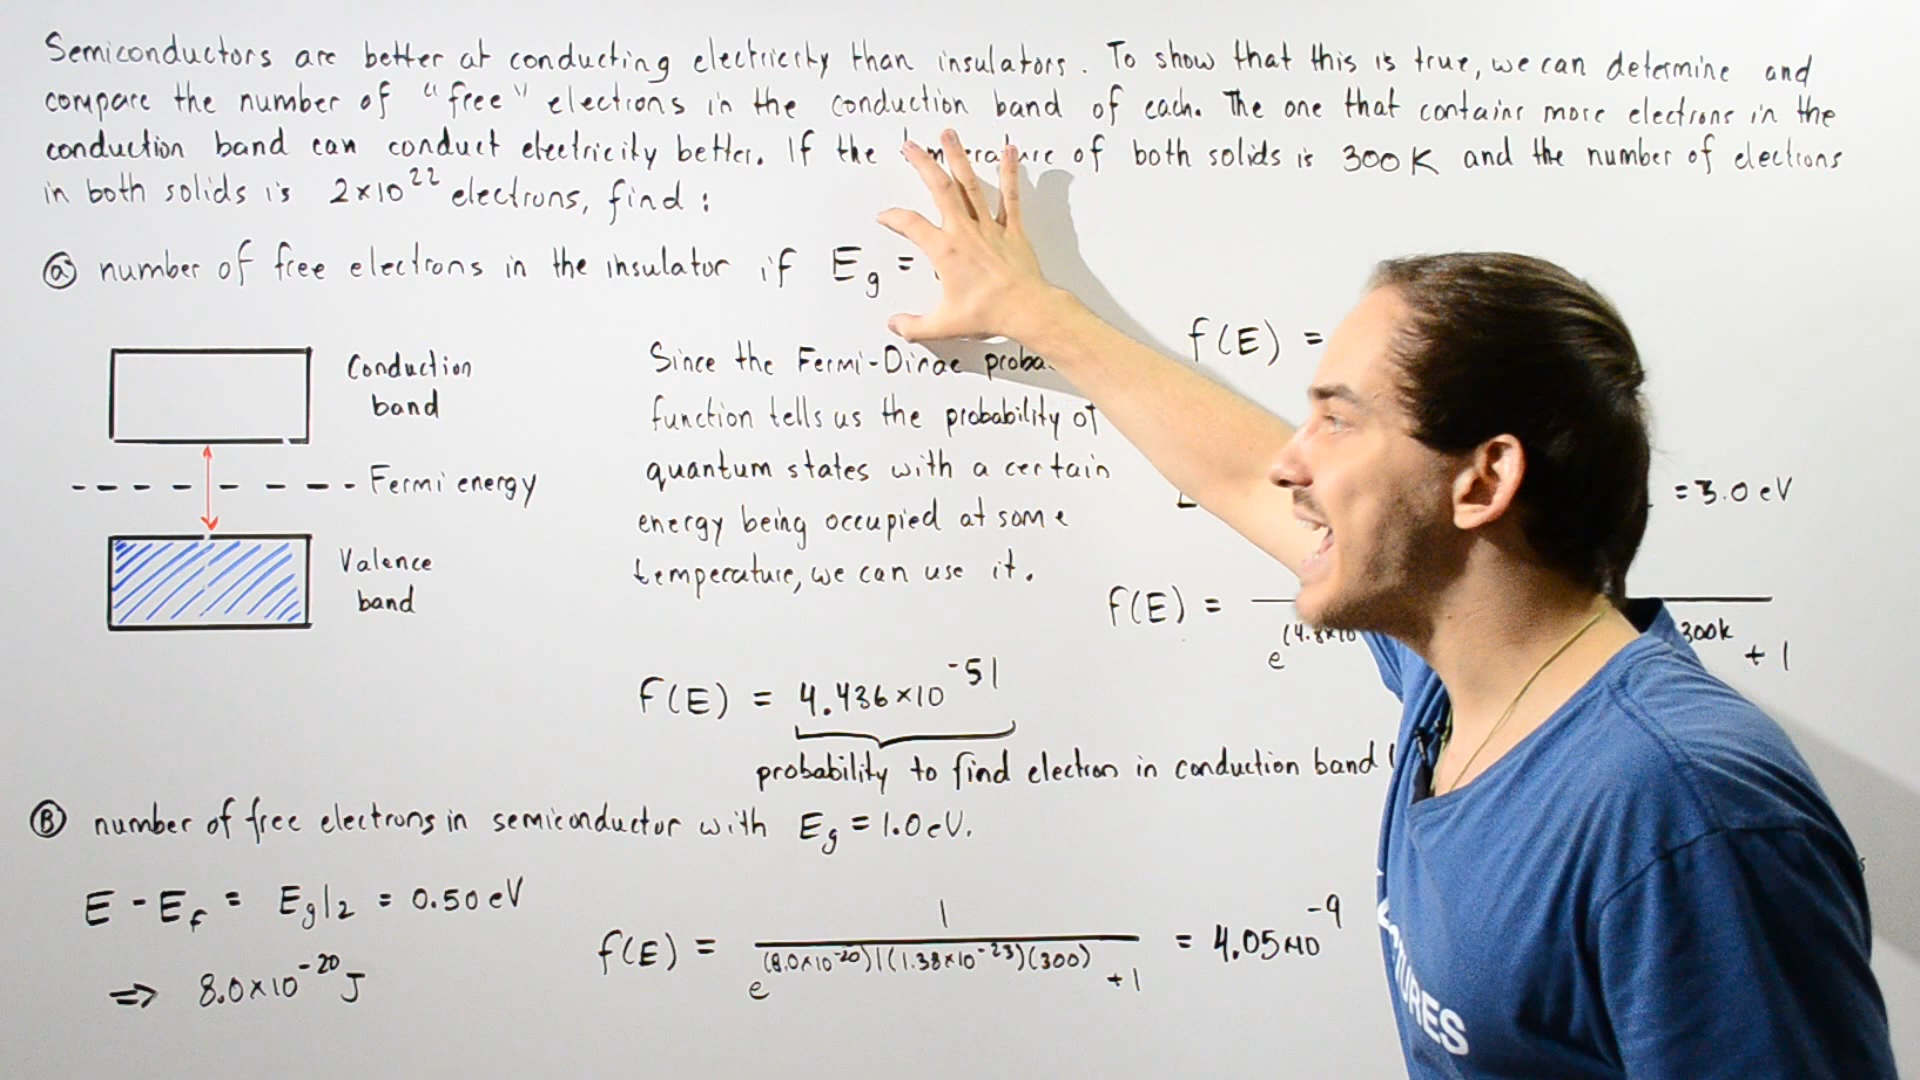 Semiconductors are better at conducting electricity than insulators. To show that this is true, we can determine and
compare the number of "free" electrons in the conduction band of each. The one that contains more electrons in the
conduction band can conduct electricity better. If the of both solids is 300 K and the number of electrons
in both solids is 2×10²² electrons, find:
(a) number of free electrons in the insulator if Eg =
Conduction
band
Fermi energy
Valence
band
Since the Fermi-Dirac
function tells us the probability of
quantum states with a certain
energy being occupied at some
temperature, we can use it.
f(E) =
= 3.0 eV
f(E) =
e
300k
+ 1
f(E) = 4.436×10⁻⁵¹
probability to find electron in conduction band
(B) number of free electrons in semiconductor with Eg = 1.0 eV.
E - Ef = Eg/2 = 0.50 eV
⇒ 8.0×10⁻²⁰ J
f(E) = 1 / e^(8.0×10⁻²⁰)/((1.38×10⁻²³)(300)) + 1 = 4.05×10⁻⁹